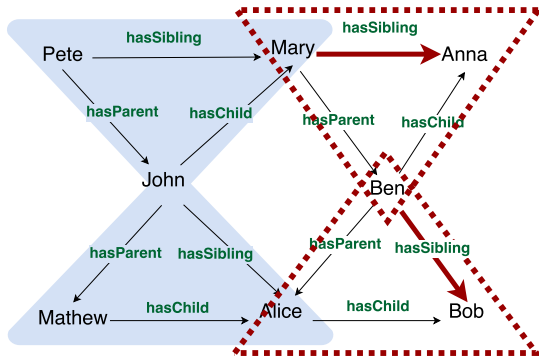 hasSibling
hasSibling
Pete
Mary
Anna
hasParent
hasChild
hasParent
hasChild
John
Ben
hasParent
hasSibling
hasParent
hasSibling
Mathew
hasChild
Alice
hasChild
Bob